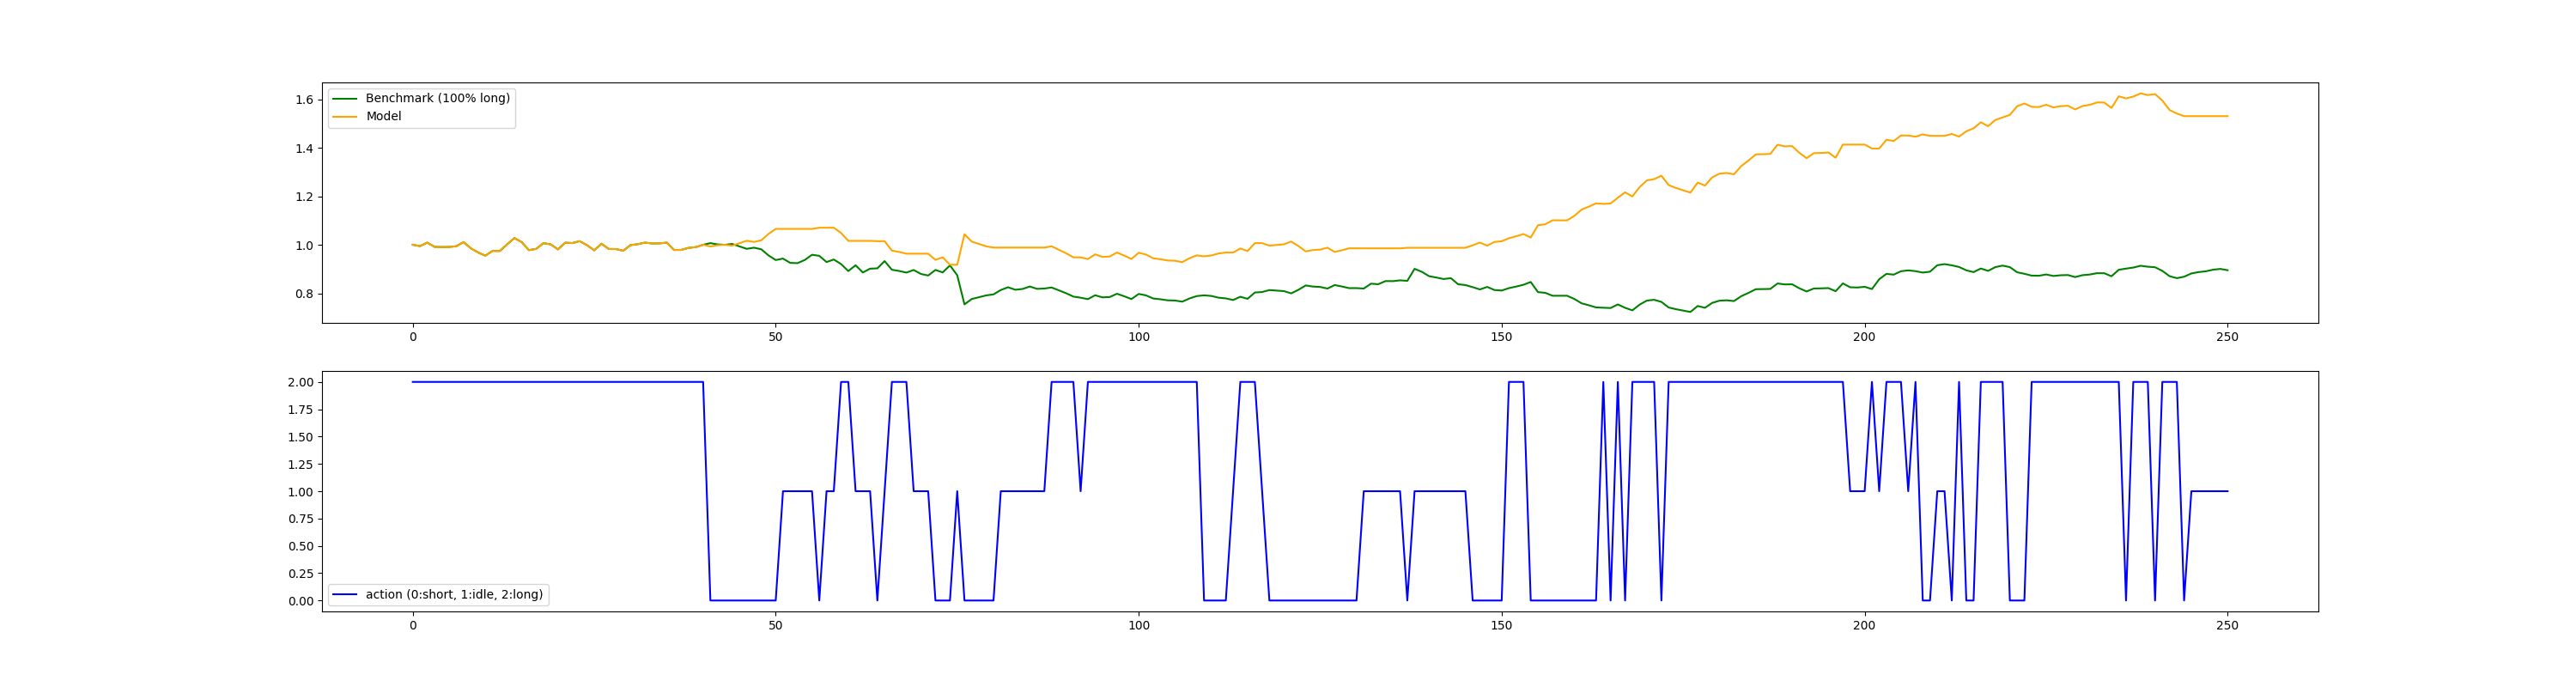 Benchmark (100% long)
Model
1.6
1.4
1.2
1.0
0.8
0 50 100 150 200 250
2.00
1.75
1.50
1.25
1.00
0.75
0.50
0.25
0.00
action (0:short, 1:idle, 2:long)
0 50 100 150 200 250